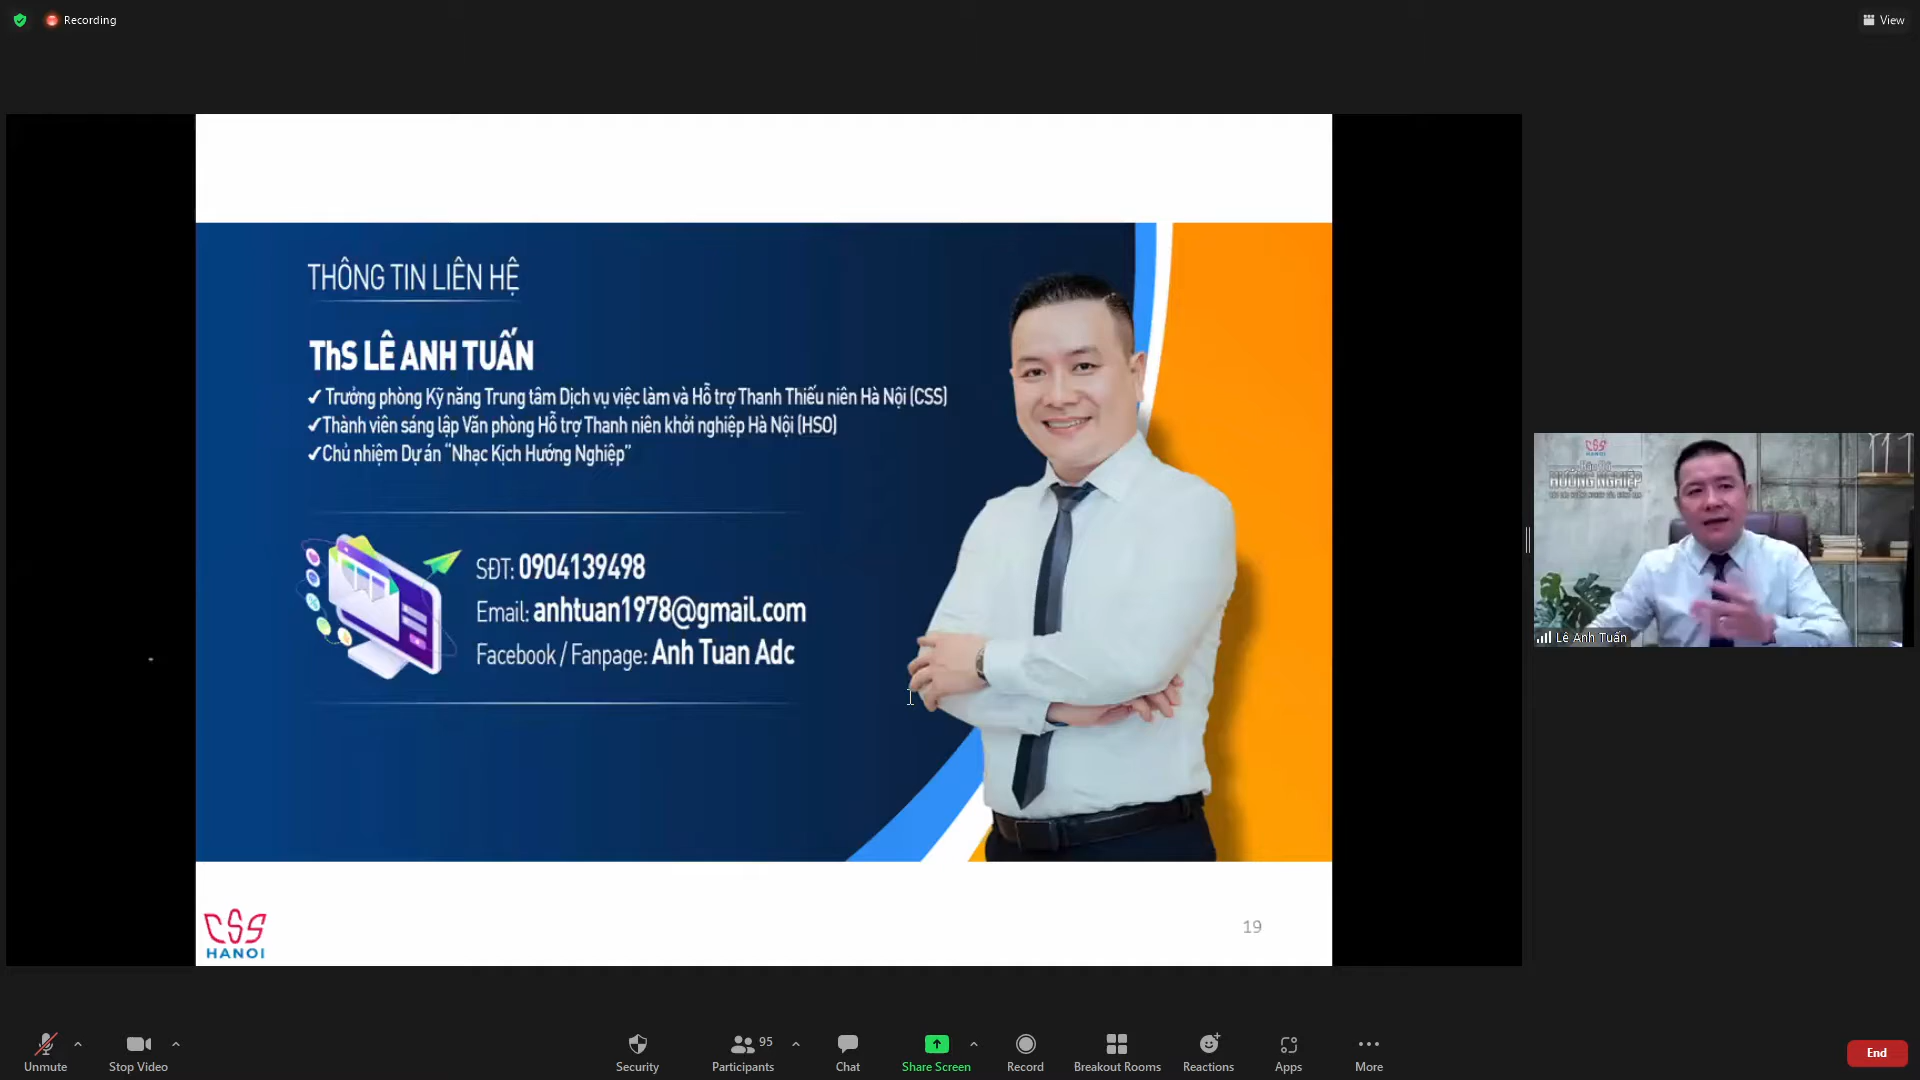 Recording
View
THÔNG TIN LIÊN HỆ
ThS LÊ ANH TUẤN
✓ Trưởng phòng Kỹ năng Trung tâm Dịch vụ việc làm và Hỗ trợ Thanh Thiếu niên Hà Nội (CSS)
✓Thành viên sáng lập Văn phòng Hỗ trợ Thanh niên khởi nghiệp Hà Nội (HSO)
✓Chủ nhiệm Dự án “Nhạc Kịch Hướng Nghiệp”
SĐT: 0904139498
Email: anhtuan1978@gmail.com
Facebook / Fanpage: Anh Tuan Adc
CSS
HANOI
19
CSS
HANOI
HƯỚNG NGHIỆP
Lê Anh Tuấn
Unmute
Stop Video
Security
Participants
95
Chat
Share Screen
Record
Breakout Rooms
Reactions
Apps
More
End